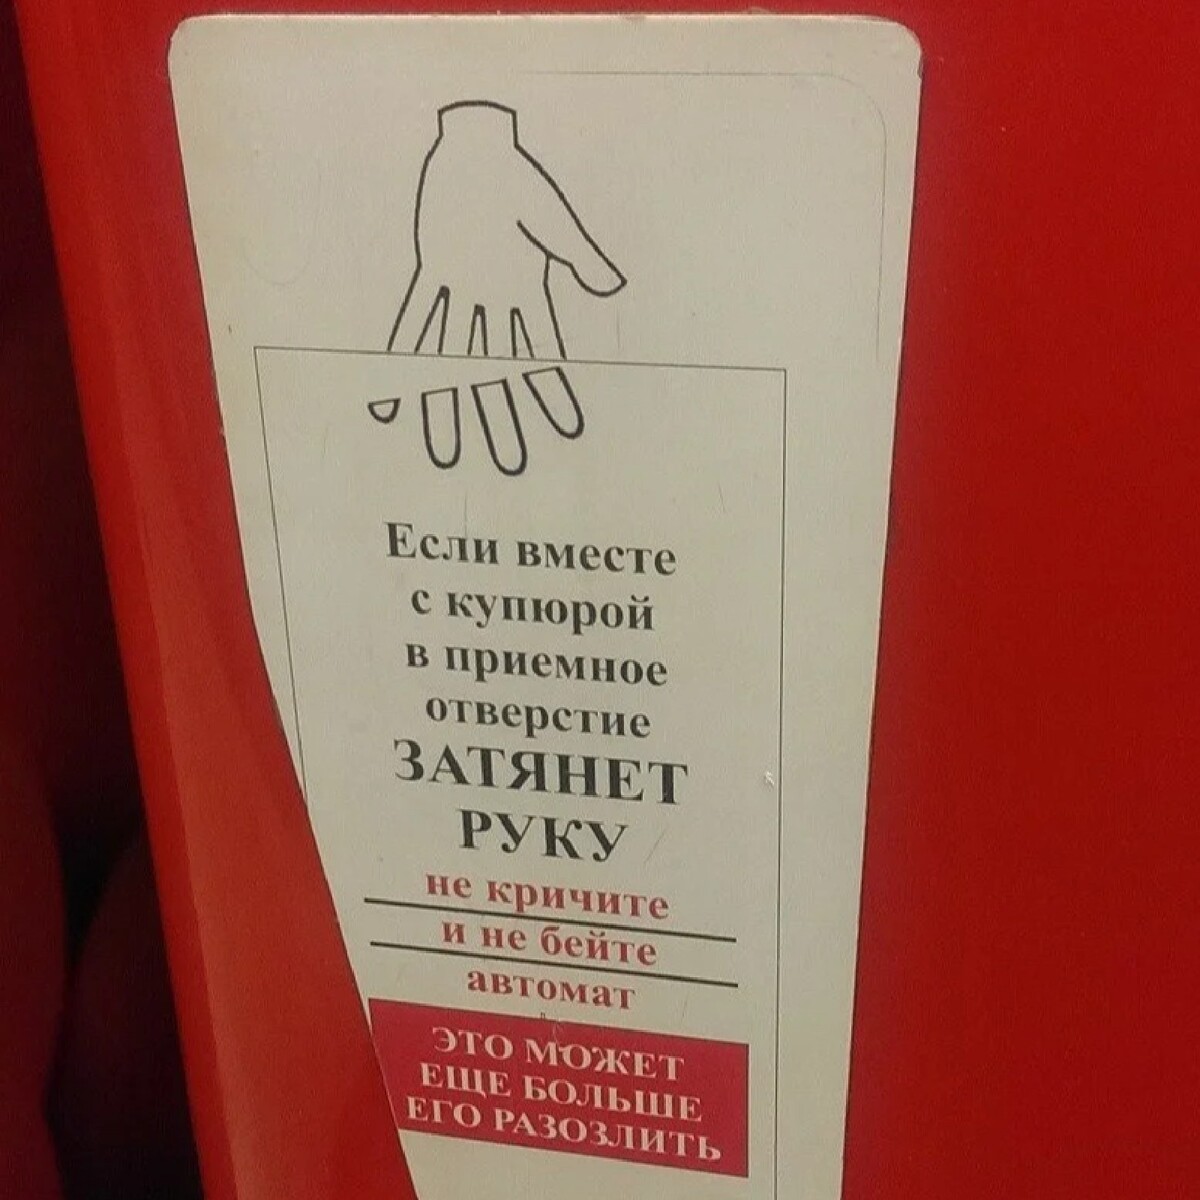 Если вместе
с купюрой
в приемное
отверстие
ЗАТЯНЕТ
РУКУ
не кричите
и не бейте
автомат
ЭТО МОЖЕТ
ЕЩЕ БОЛЬШЕ
ЕГО РАЗОЗЛИТЬ